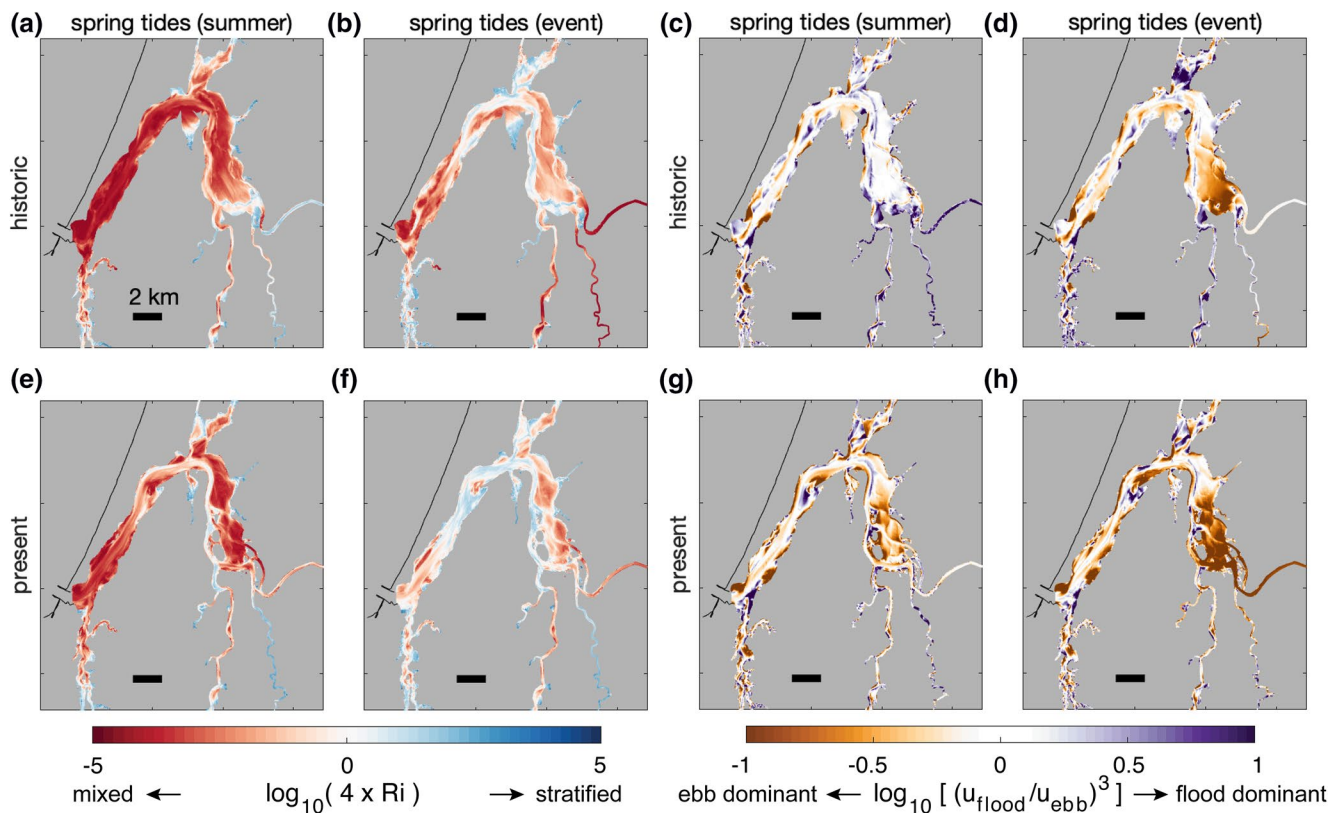 (a) spring tides (summer) (b) spring tides (event) (c) spring tides (summer) (d) spring tides (event)
historic
2 km
historic
(e) (f) (g) (h)
present
present
-5 0 5
mixed ← log10( 4 x Ri ) → stratified
-1 -0.5 0 0.5 1
ebb dominant ← log10 [ (uflood/uebb)3 ] → flood dominant